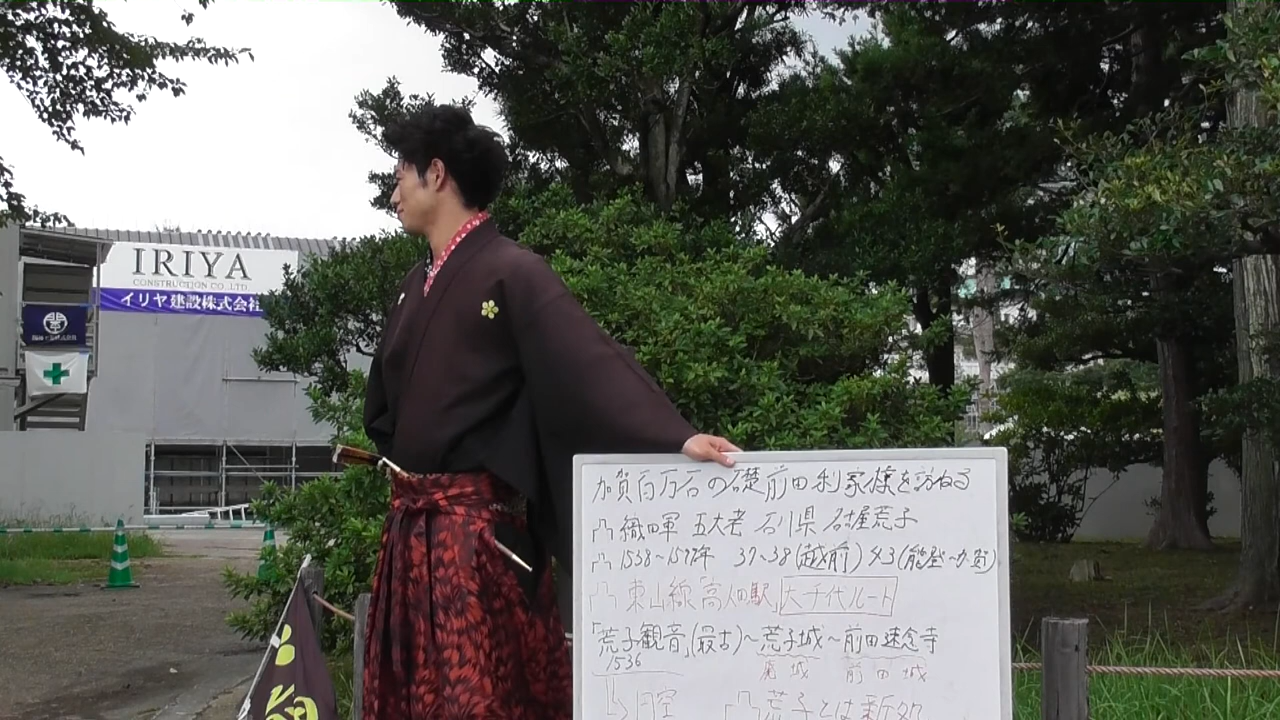 IRIYA
CONSTRUCTION CO.,LTD.
イリヤ建設株式会社
加賀百万石の礎前田利家様を訪ねる
織田軍 五大老 石川県 名古屋荒子
1538〜1599年 37〜38(越前) 43(能登〜加賀)
東山線「高畑駅」大千代ルート
「荒子観音」(最古)〜荒子城〜前田速念寺
1536 廃城 前田城
円空 荒子とは新処